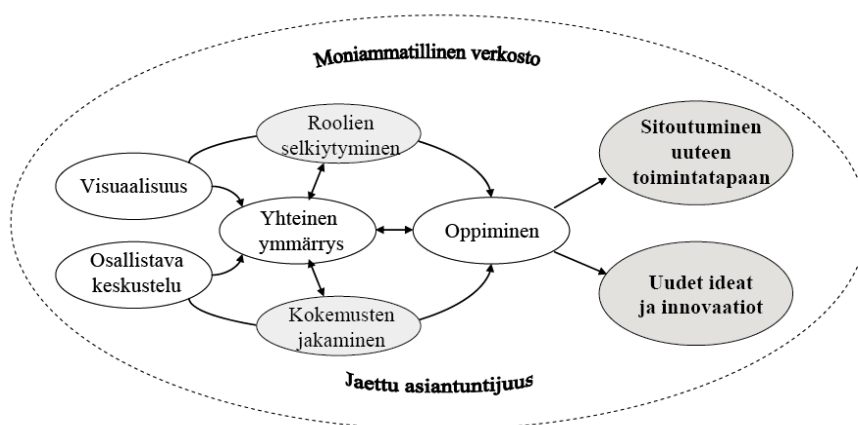 Moniammatillinen verkosto
Roolien
selkiytyminen
Sitoutuminen
uuteen
toimintatapaan
Visuaalisuus
Yhteinen
ymmärrys
Oppiminen
Osallistava
keskustelu
Uudet ideat
ja innovaatiot
Kokemusten
jakaminen
Jaettu asiantuntijuus